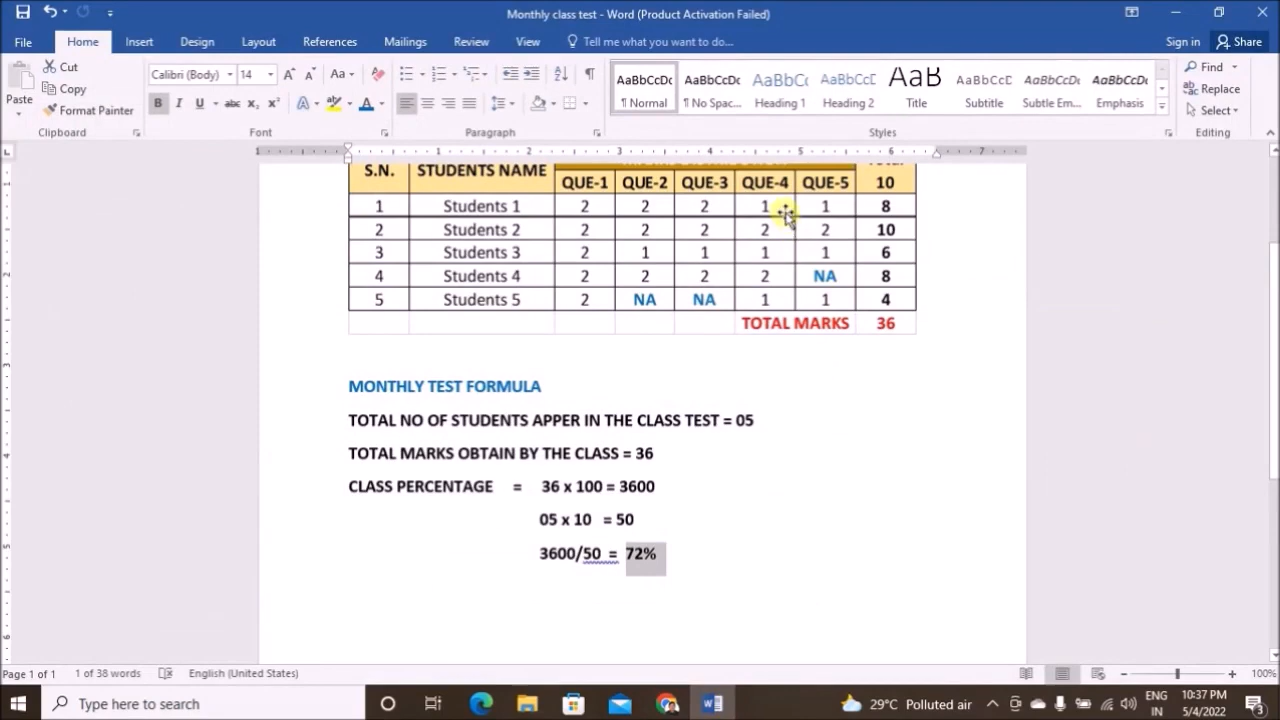 Monthly class test - Word (Product Activation Failed)
File Home Insert Design Layout References Mailings Review View Tell me what you want to do... Sign in Share
Paste Cut Copy Format Painter
Calibri (Body) 14
AaBbCcDc AaBbCcDc AaBbCc AaBbCcE AaB AaBbCcD AaBbCcDc AaBbCcDc
¶ Normal ¶ No Spac... Heading 1 Heading 2 Title Subtitle Subtle Em... Emphasis
Find Replace Select
Clipboard Font Paragraph Styles Editing
1 1 2 3 4 5 6 7
S.N. STUDENTS NAME QUE-1 QUE-2 QUE-3 QUE-4 QUE-5 10
1 Students 1 2 2 2 1 1 8
2 Students 2 2 2 2 2 2 10
3 Students 3 2 1 1 1 1 6
4 Students 4 2 2 2 2 NA 8
5 Students 5 2 NA NA 1 1 4
TOTAL MARKS 36
MONTHLY TEST FORMULA
TOTAL NO OF STUDENTS APPER IN THE CLASS TEST = 05
TOTAL MARKS OBTAIN BY THE CLASS = 36
CLASS PERCENTAGE = 36 x 100 = 3600
05 x 10 = 50
3600/50 = 72%
Page 1 of 1 1 of 38 words English (United States) 100%
Type here to search 29°C Polluted air ENG IN 10:37 PM 5/4/2022 3